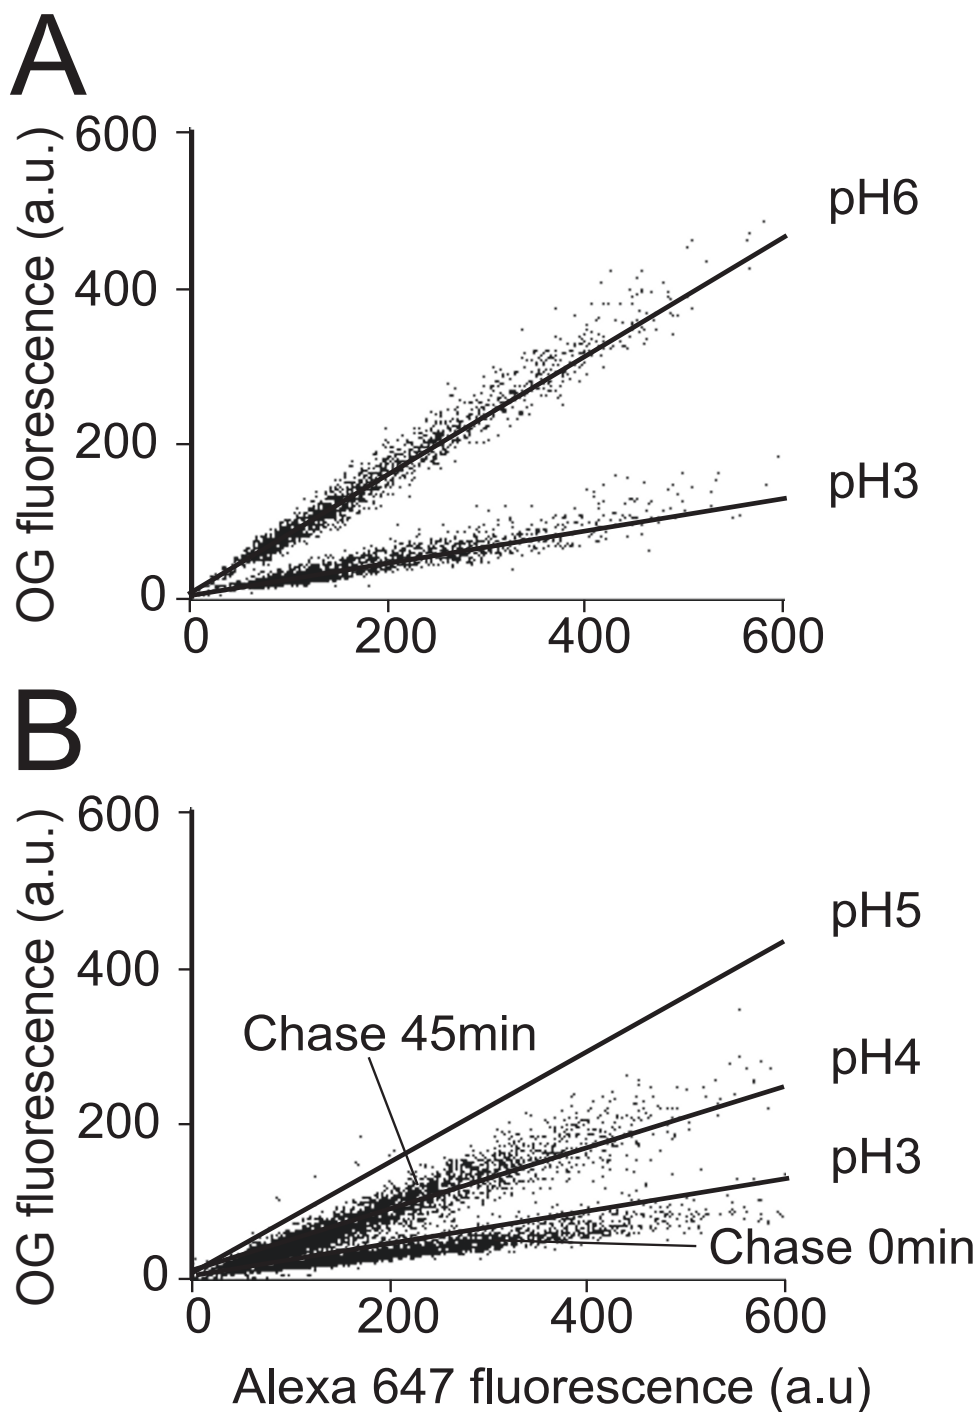 A
OG fluorescence (a.u.)
600
400
200
0
0 200 400 600
pH6
pH3
B
OG fluorescence (a.u.)
600
400
200
0
0 200 400 600
pH5
Chase 45min
pH4
pH3
Chase 0min
Alexa 647 fluorescence (a.u)